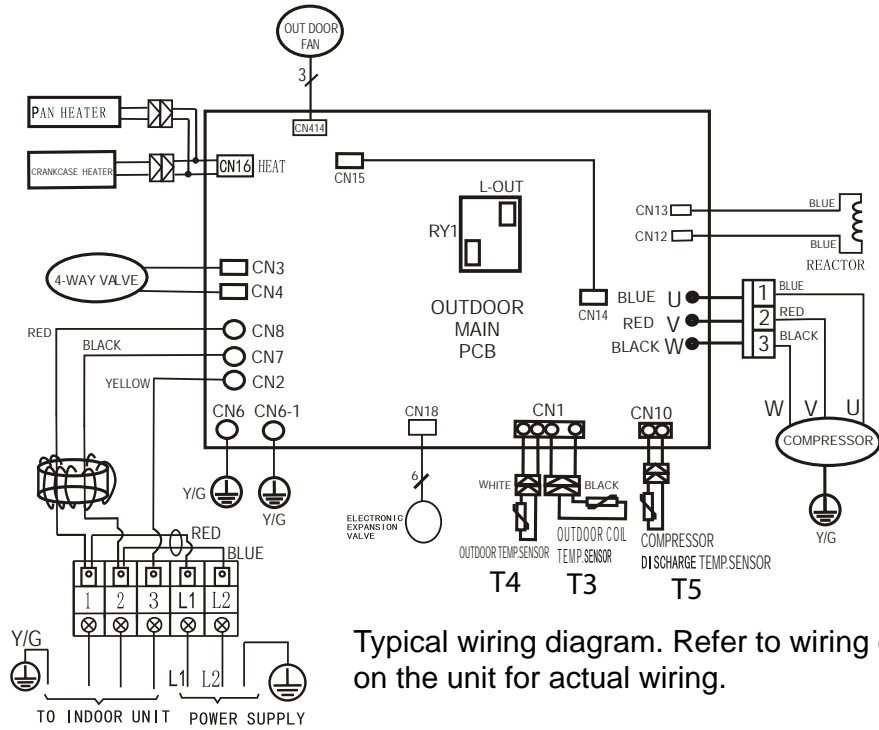 OUT DOOR
FAN
3
CN414
PAN HEATER
CRANKCASE HEATER
CN16 HEAT
CN15
L-OUT
RY1
CN13
CN12
BLUE
BLUE
REACTOR
4-WAY VALVE
CN3
CN4
CN14
OUTDOOR
MAIN
PCB
BLUE U
RED V
BLACK W
1 BLUE
2 RED
3 BLACK
W V U
COMPRESSOR
Y/G
RED
BLACK
YELLOW
CN8
CN7
CN2
CN6 CN6-1
Y/G
Y/G
CN18
6
ELECTRONIC
EXPANSION
VALVE
CN1
WHITE
BLACK
OUTDOOR TEMP.SENSOR
T4
OUTDOOR COIL
TEMP.SENSOR
T3
CN10
COMPRESSOR
DISCHARGE TEMP.SENSOR
T5
RED
BLUE
1 2 3 L1 L2
Y/G
L1 L2
TO INDOOR UNIT POWER SUPPLY
Typical wiring diagram. Refer to wiring
on the unit for actual wiring.